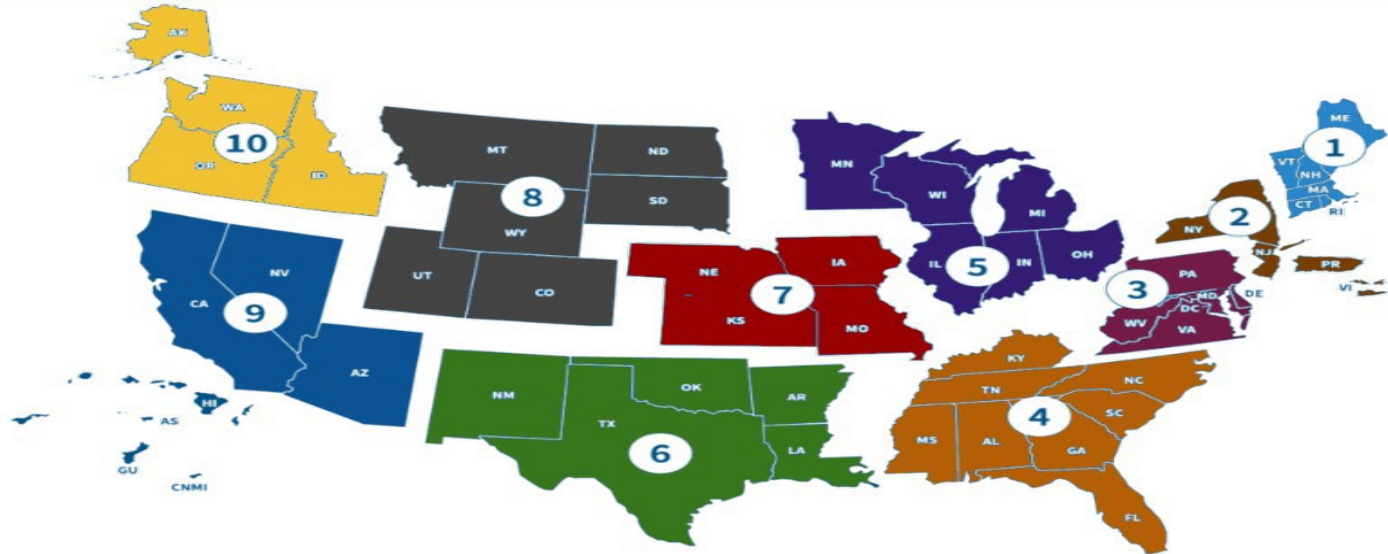 AK
WA
10
OR
ID
MT
ND
8
SD
WY
UT
CO
MN
WI
MI
IL
5
IN
OH
ME
1
VT
NH
MA
CT
RI
2
NY
NJ
PR
VI
PA
3
MD
DE
DC
WV
VA
NV
CA
9
AZ
HI
AS
GU
CNMI
NE
IA
7
KS
MO
NM
OK
AR
TX
6
LA
KY
TN
NC
4
SC
MS
AL
GA
FL